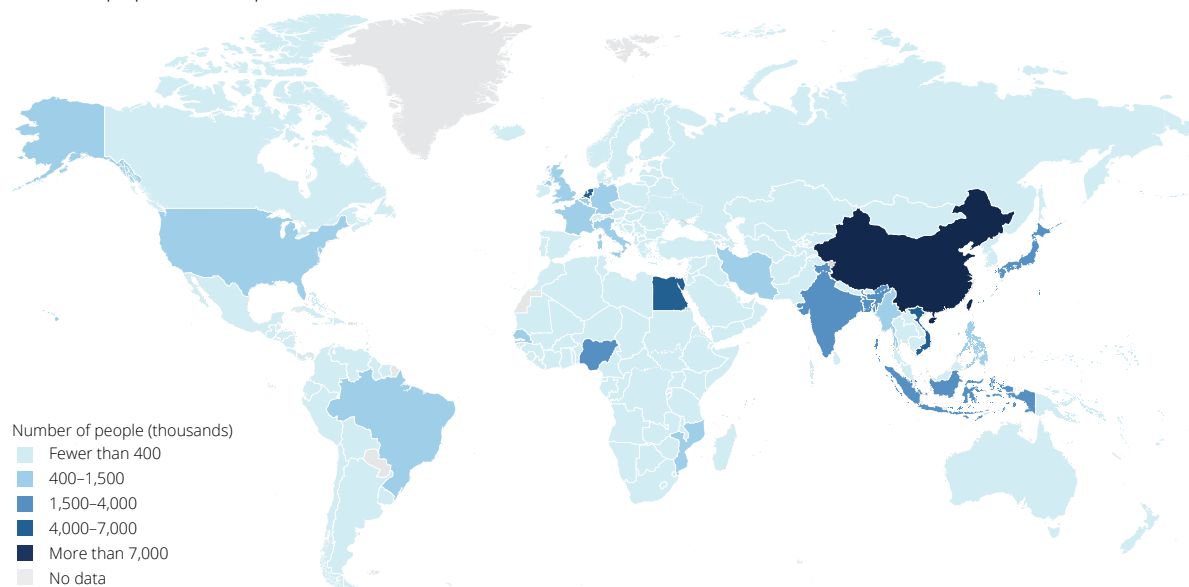 Number of people (thousands)
Fewer than 400
400–1,500
1,500–4,000
4,000–7,000
More than 7,000
No data